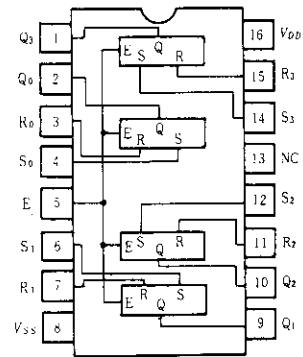 Q3 1 16 VDD
E S Q R
Q0 2 15 R3
R0 3 14 S3
E R Q S
S0 4 13 NC
E 5 12 S2
E S Q R
S1 6 11 R2
R1 7 10 Q2
E R Q S
VSS 8 9 Q1